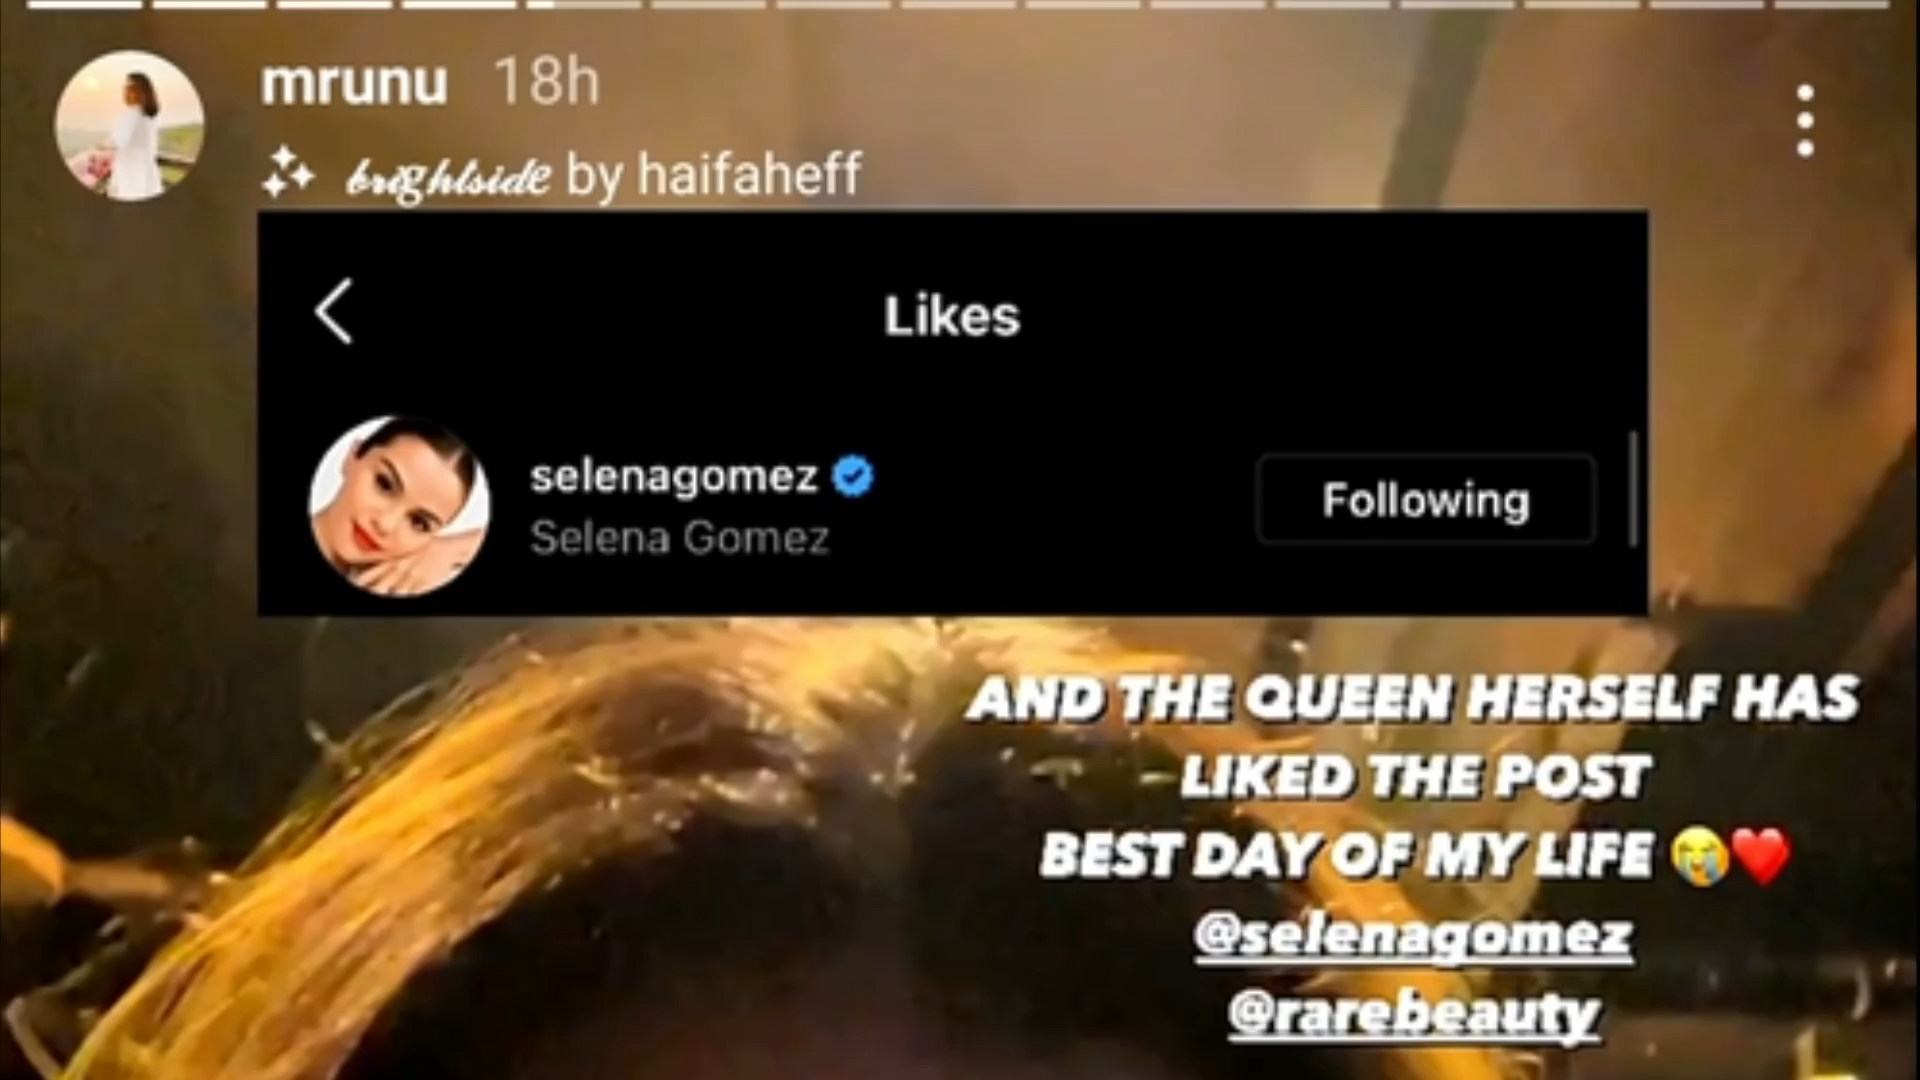 mrunu 18h
brightside by haifaheff
Likes
selenagomez
Selena Gomez
Following
AND THE QUEEN HERSELF HAS
LIKED THE POST
BEST DAY OF MY LIFE 😭❤️
@selenagomez
@rarebeauty